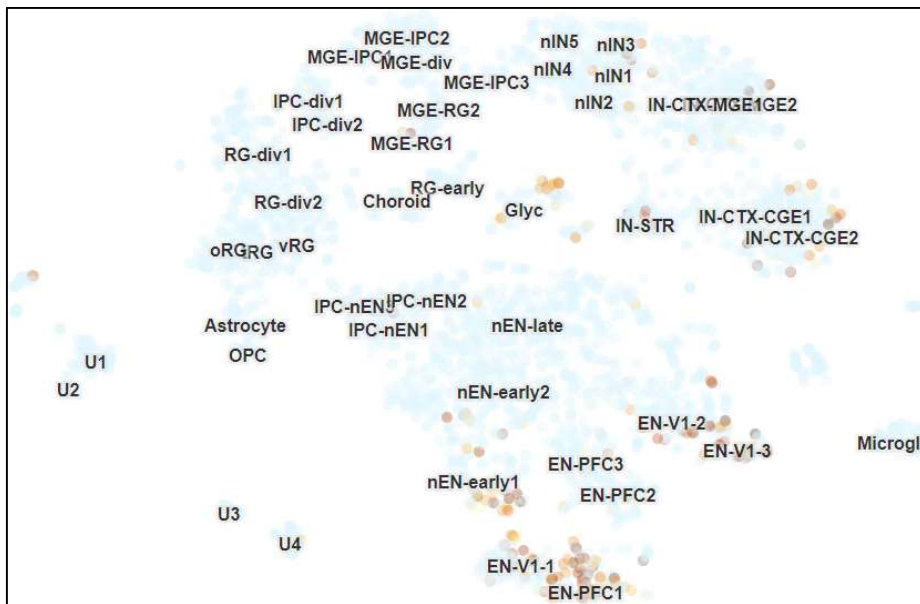 MGE-IPC2
nIN5
nIN3
MGE-IPC1
MGE-div
nIN4
nIN1
MGE-IPC3
IPC-div1
nIN2
MGE-RG2
IPC-div2
MGE-RG1
RG-div1
RG-early
RG-div2
Choroid
Glyc
IN-STR
IN-CTX-CGE1
IN-CTX-CGE2
oRG
vRG
IPC-nEN2
IPC-nEN1
Astrocyte
nEN-late
OPC
U1
U2
nEN-early2
EN-V1-2
EN-V1-3
Microgl
EN-PFC3
nEN-early1
EN-PFC2
U3
U4
EN-V1-1
EN-PFC1